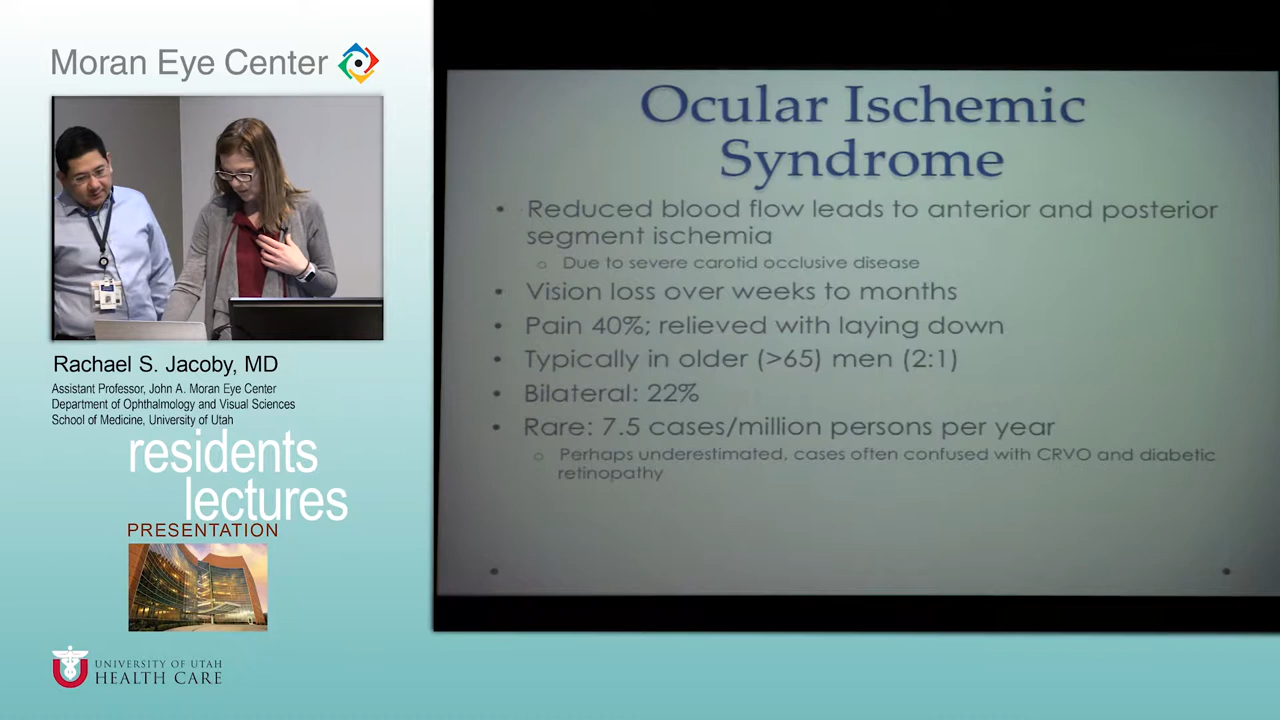 Moran Eye Center
Rachael S. Jacoby, MD
Assistant Professor, John A. Moran Eye Center
Department of Ophthalmology and Visual Sciences
School of Medicine, University of Utah
residents
lectures
PRESENTATION
UNIVERSITY OF UTAH
HEALTH CARE
Ocular Ischemic
Syndrome
• Reduced blood flow leads to anterior and posterior
segment ischemia
o Due to severe carotid occlusive disease
• Vision loss over weeks to months
• Pain 40%; relieved with laying down
• Typically in older (>65) men (2:1)
• Bilateral: 22%
• Rare: 7.5 cases/million persons per year
o Perhaps underestimated, cases often confused with CRVO and diabetic
retinopathy